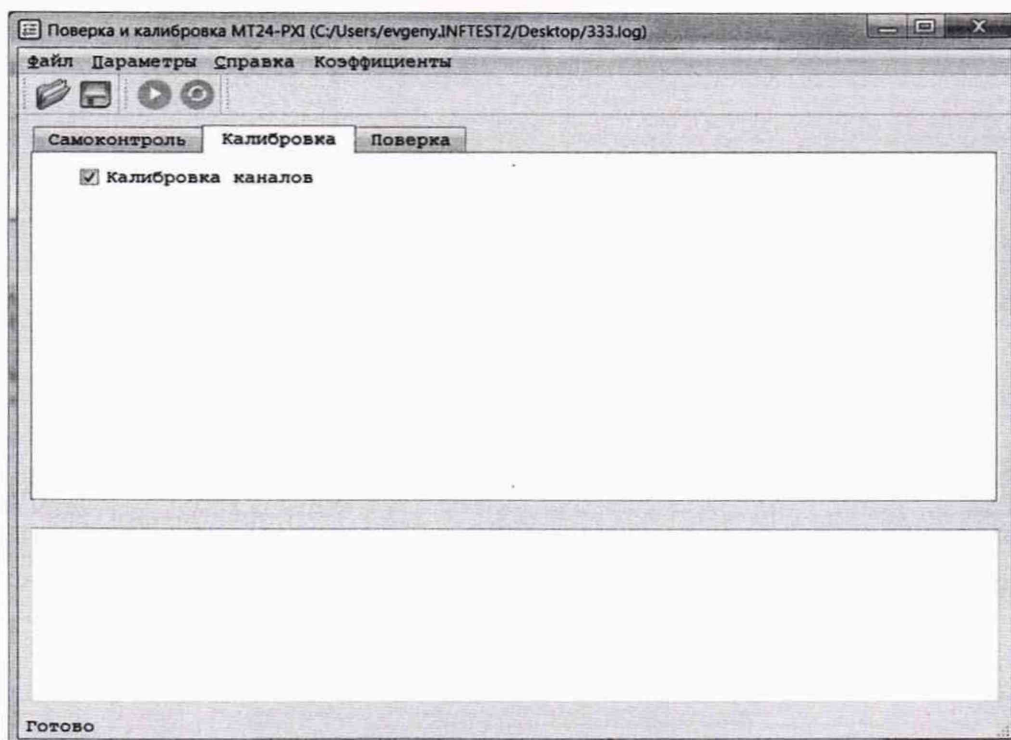 Поверка и калибровка МТ24-PXI (C:/Users/evgeny.INFTEST2/Desktop/333.log)
Файл Параметры Справка Коэффициенты
Самоконтроль Калибровка Поверка
Калибровка каналов
Готово